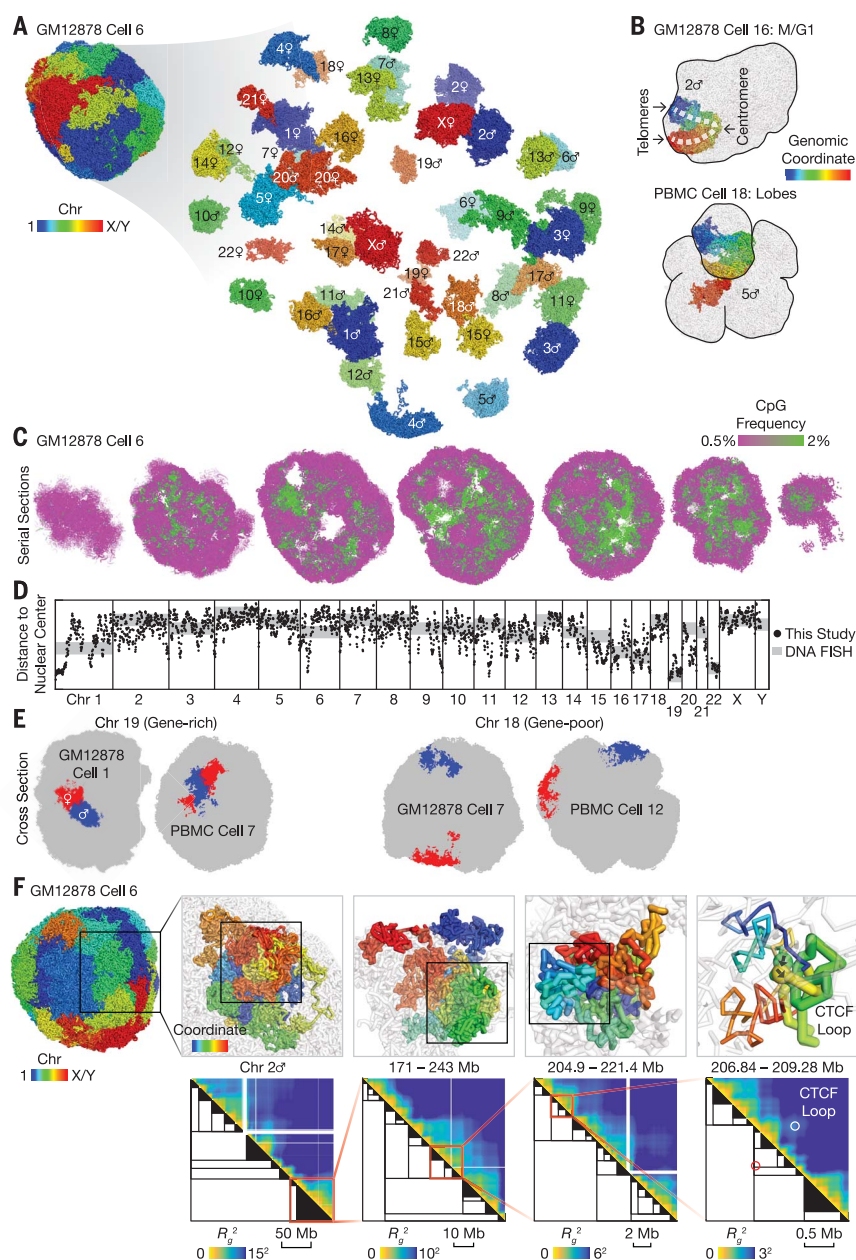 A
GM12878 Cell 6
Chr
1 X/Y
4♀
18♀
8♀
7♂
13♀
21♀
1♀
16♀
2♀
X♀
2♂
14♀
12♀
7♀
20♂
20♀
5♀
19♂
13♂
6♂
10♂
6♀
9♂
9♀
3♀
22♀
14♂
17♀
X♂
22♂
19♀
21♂
17♂
18♂
8♂
11♀
10♀
11♂
16♂
1♂
15♂
15♀
3♂
12♂
4♂
5♂
B
GM12878 Cell 16: M/G1
2♂
Telomeres
Centromere
Genomic
Coordinate
PBMC Cell 18: Lobes
5♂
C
GM12878 Cell 6
CpG
Frequency
0.5% 2%
Serial Sections
D
Distance to
Nuclear Center
This Study
DNA FISH
Chr 1 2 3 4 5 6 7 8 9 10 11 12 13 14 15 16 17 18 19 20 21 22 X Y
E
Chr 19 (Gene-rich)
Chr 18 (Gene-poor)
Cross Section
GM12878
Cell 1
♀
♂
PBMC Cell 7
GM12878 Cell 7
PBMC Cell 12
F
GM12878 Cell 6
Chr
1 X/Y
Coordinate
CTCF
Loop
Chr 2♂
171 – 243 Mb
204.9 – 221.4 Mb
206.84 – 209.28 Mb
CTCF
Loop
Rg² 50 Mb
0 15²
Rg² 10 Mb
0 10²
Rg² 2 Mb
0 6²
Rg² 0.5 Mb
0 3²